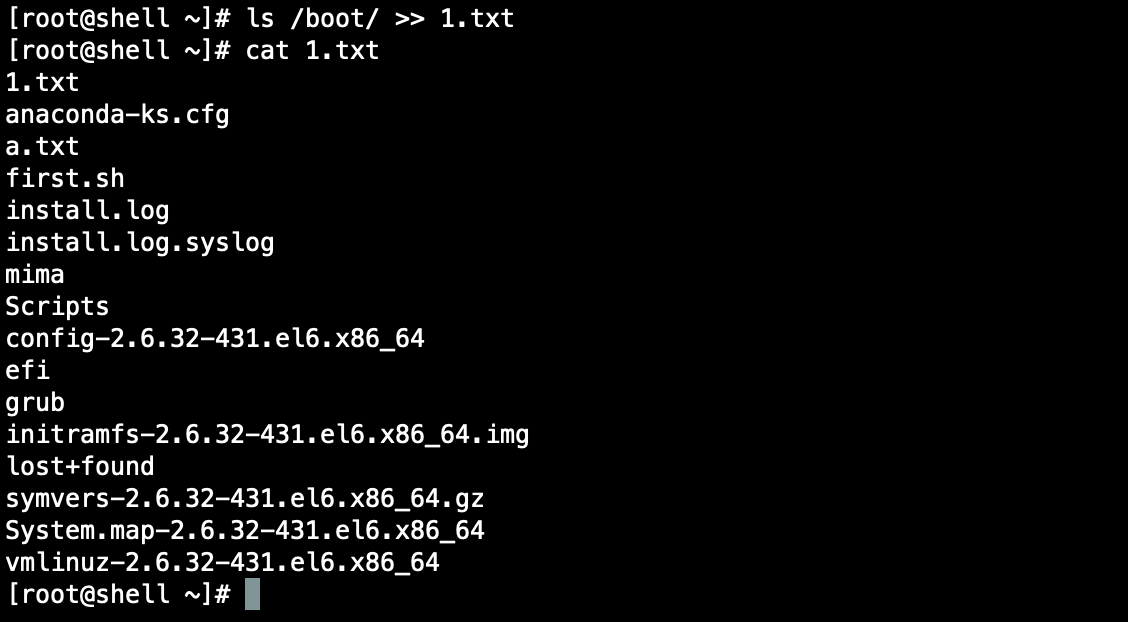 [root@shell ~]# ls /boot/ >> 1.txt
[root@shell ~]# cat 1.txt
1.txt
anaconda-ks.cfg
a.txt
first.sh
install.log
install.log.syslog
mima
Scripts
config-2.6.32-431.el6.x86_64
efi
grub
initramfs-2.6.32-431.el6.x86_64.img
lost+found
symvers-2.6.32-431.el6.x86_64.gz
System.map-2.6.32-431.el6.x86_64
vmlinuz-2.6.32-431.el6.x86_64
[root@shell ~]#